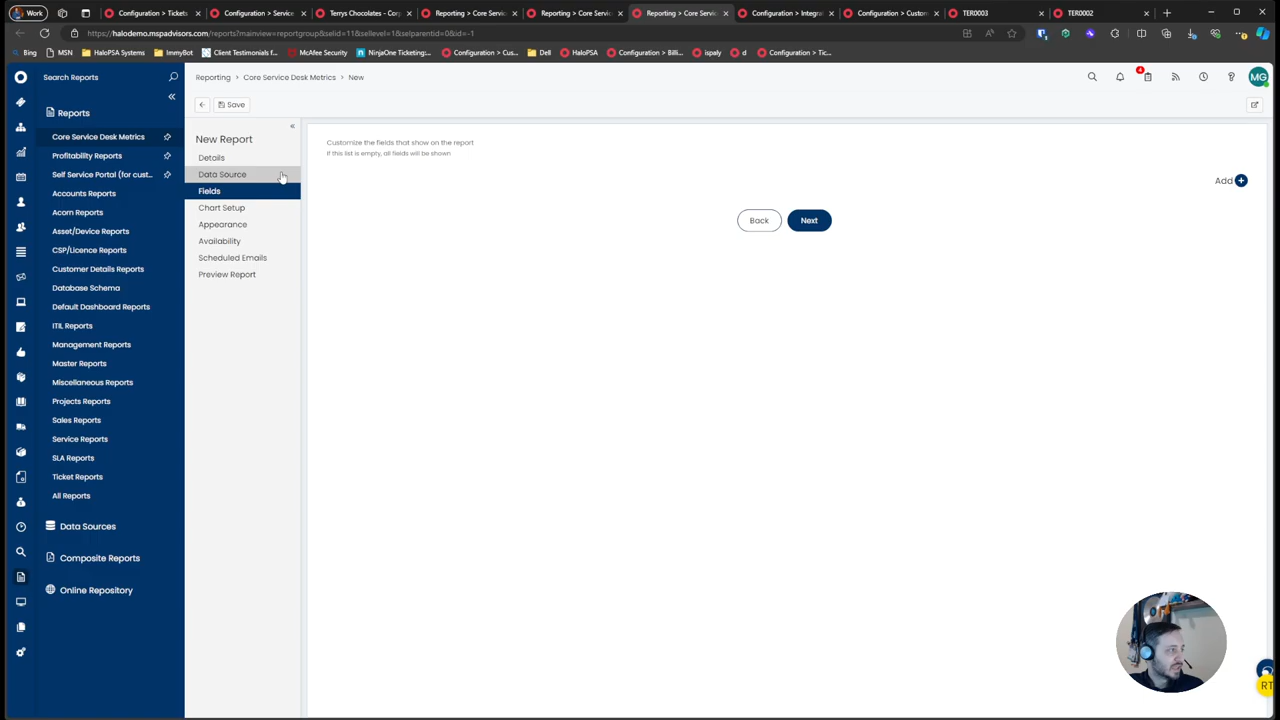 Work
Configuration > Tickets
Configuration > Service
Terrys Chocolates - Corp
Reporting > Core Service
Reporting > Core Servic
Reporting > Core Servic
Configuration > Integra
Configuration > Custom
TER0003
TER0002
https://halodemo.mspadvisors.com/reports?mainview=reportgroup&selid=11&sellevel=1&selparentid=0&id=-1
Bing
MSN
HaloPSA Systems
ImmyBot
Client Testimonials f...
McAfee Security
NinjaOne Ticketing:...
Configuration > Cus...
Dell
HaloPSA
Configuration > Billi...
ispaly
d
Configuration > Tic...
Search Reports
Reports
Core Service Desk Metrics
Profitability Reports
Self Service Portal (for cust...
Accounts Reports
Acorn Reports
Asset/Device Reports
CSP/Licence Reports
Customer Details Reports
Database Schema
Default Dashboard Reports
ITIL Reports
Management Reports
Master Reports
Miscellaneous Reports
Projects Reports
Sales Reports
Service Reports
SLA Reports
Ticket Reports
All Reports
Data Sources
Composite Reports
Online Repository
Reporting > Core Service Desk Metrics > New
4
MG
Save
New Report
Details
Data Source
Fields
Chart Setup
Appearance
Availability
Scheduled Emails
Preview Report
Customize the fields that show on the report
If this list is empty, all fields will be shown
Add
Back
Next
RT